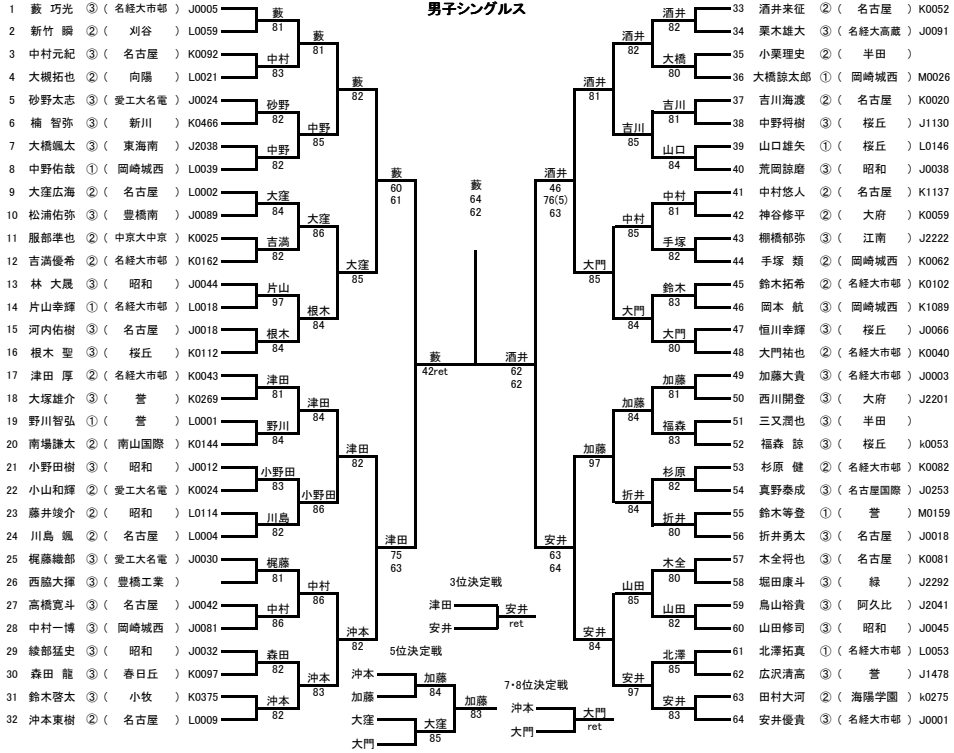 男子シングルス
1 藪 巧光 ③ ( 名経大市邨 ) J0005
2 新竹 瞬 ② ( 刈谷 ) L0059
3 中村元紀 ③ ( 名古屋 ) K0092
4 大槻拓也 ② ( 向陽 ) L0021
5 砂野太志 ③ ( 愛工大名電 ) J0024
6 楠 智弥 ③ ( 新川 ) K0466
7 大橋颯太 ③ ( 東海南 ) J2038
8 中野佑哉 ① ( 岡崎城西 ) L0039
9 大窪広海 ② ( 名古屋 ) L0002
10 松浦佑弥 ③ ( 豊橋南 ) J0089
11 服部準也 ② ( 中京大中京 ) K0025
12 吉満優希 ② ( 名経大市邨 ) K0162
13 林 大晟 ③ ( 昭和 ) J0044
14 片山幸輝 ① ( 名経大市邨 ) L0018
15 河内佑樹 ③ ( 名古屋 ) J0018
16 根木 聖 ③ ( 桜丘 ) K0112
17 津田 厚 ② ( 名経大市邨 ) K0043
18 大塚雄介 ③ ( 誉 ) K0269
19 野川智弘 ① ( 誉 ) L0001
20 南場謙太 ② ( 南山国際 ) K0144
21 小野田樹 ③ ( 昭和 ) J0012
22 小山和輝 ② ( 愛工大名電 ) K0024
23 藤井竣介 ② ( 昭和 ) L0114
24 川島 颯 ② ( 名古屋 ) L0004
25 梶藤織部 ③ ( 愛工大名電 ) J0030
26 西脇大揮 ③ ( 豊橋工業 )
27 高橋寛斗 ③ ( 名古屋 ) J0042
28 中村一博 ③ ( 岡崎城西 ) J0081
29 綾部猛史 ③ ( 昭和 ) J0032
30 森田 龍 ③ ( 春日丘 ) K0097
31 鈴木啓太 ③ ( 小牧 ) K0375
32 沖本東樹 ② ( 名古屋 ) L0009
藪
81
中村
83
砂野
82
中野
82
大窪
84
吉満
82
片山
97
根木
84
津田
81
野川
84
小野田
83
川島
82
梶藤
81
中村
86
森田
82
沖本
82
藪
81
中野
85
大窪
86
根木
84
津田
84
小野田
86
中村
86
沖本
83
藪
82
大窪
85
津田
82
沖本
82
藪
60
61
津田
75
63
藪
42ret
藪
64
62
酒井
62
62
酒井
46
76(5)
63
安井
63
64
酒井
81
大門
85
加藤
97
安井
84
酒井
82
吉川
85
中村
85
大門
84
加藤
84
折井
84
山田
85
安井
97
酒井
84
大橋
80
吉川
81
山口
84
中村
81
手塚
82
鈴木
83
大門
80
加藤
81
福森
83
杉原
82
折井
80
木全
80
山田
82
北澤
85
安井
83
33 酒井来征 ② ( 名古屋 ) K0052
34 栗木雄大 ③ ( 名経大高蔵 ) J0091
35 小栗理史 ② ( 半田 )
36 大橋諒太郎 ① ( 岡崎城西 ) M0026
37 吉川海渡 ② ( 名古屋 ) K0020
38 中野将樹 ③ ( 桜丘 ) J1130
39 山口雄矢 ① ( 桜丘 ) L0146
40 荒岡諒磨 ③ ( 昭和 ) J0038
41 中村悠人 ② ( 名古屋 ) K1137
42 神谷修平 ② ( 大府 ) K0059
43 棚橋郁弥 ③ ( 江南 ) J2222
44 手塚 類 ② ( 岡崎城西 ) K0062
45 鈴木拓希 ② ( 名経大市邨 ) K0102
46 岡本 航 ③ ( 岡崎城西 ) K1089
47 恒川幸輝 ③ ( 桜丘 ) J0066
48 大門祐也 ② ( 名経大市邨 ) K0040
49 加藤大貴 ③ ( 名経大市邨 ) J0003
50 西川開登 ③ ( 大府 ) J2201
51 三又潤也 ③ ( 半田 )
52 福森 諒 ③ ( 桜丘 ) k0053
53 杉原 健 ② ( 名経大市邨 ) K0082
54 真野泰成 ③ ( 名古屋国際 ) J0253
55 鈴木等登 ① ( 誉 ) M0159
56 折井勇太 ③ ( 名古屋 ) J0018
57 木全将也 ③ ( 名古屋 ) K0081
58 堀田康斗 ③ ( 緑 ) J2292
59 鳥山裕貴 ③ ( 阿久比 ) J2041
60 山田修司 ③ ( 昭和 ) J0045
61 北澤拓真 ① ( 名経大市邨 ) L0053
62 広沢清高 ③ ( 誉 ) J1478
63 田村大河 ② ( 海陽学園 ) k0275
64 安井優貴 ③ ( 名経大市邨 ) J0001
3位決定戦
津田
安井
安井
ret
5位決定戦
沖本
加藤
加藤
84
大窪
大門
大窪
85
加藤
83
7・8位決定戦
沖本
大門
大門
ret